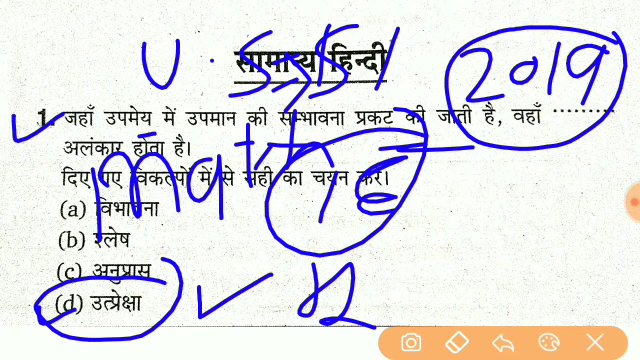 सामान्य हिन्दी
2019
1. जहाँ उपमेय में उपमान की सम्भावना प्रकट की जाती है, वहाँ ..........
अलंकार होता है।
दिए गए विकल्पों में से सही का चयन करें।
(a) विभावना
(b) श्लेष
(c) अनुप्रास
(d) उत्प्रेक्षा